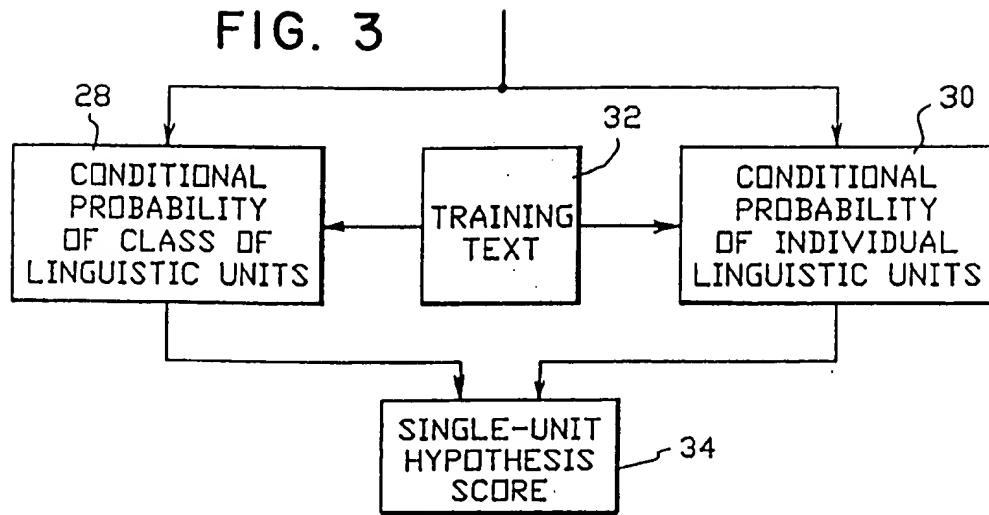 FIG. 3
28
CONDITIONAL
PROBABILITY
OF CLASS OF
LINGUISTIC UNITS
32
TRAINING
TEXT
30
CONDITIONAL
PROBABILITY
OF INDIVIDUAL
LINGUISTIC UNITS
SINGLE-UNIT
HYPOTHESIS
SCORE
34